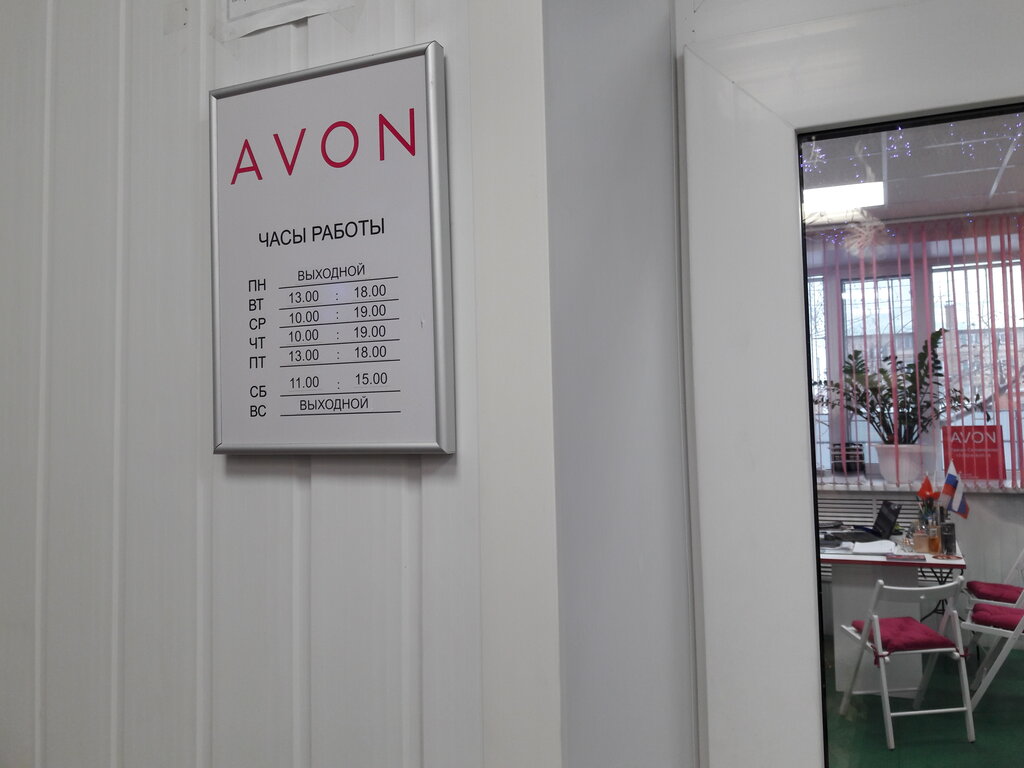 AVON
ЧАСЫ РАБОТЫ
ПН ВЫХОДНОЙ
ВТ 13.00 : 18.00
СР 10.00 : 19.00
ЧТ 10.00 : 19.00
ПТ 13.00 : 18.00
СБ 11.00 : 15.00
ВС ВЫХОДНОЙ
AVON